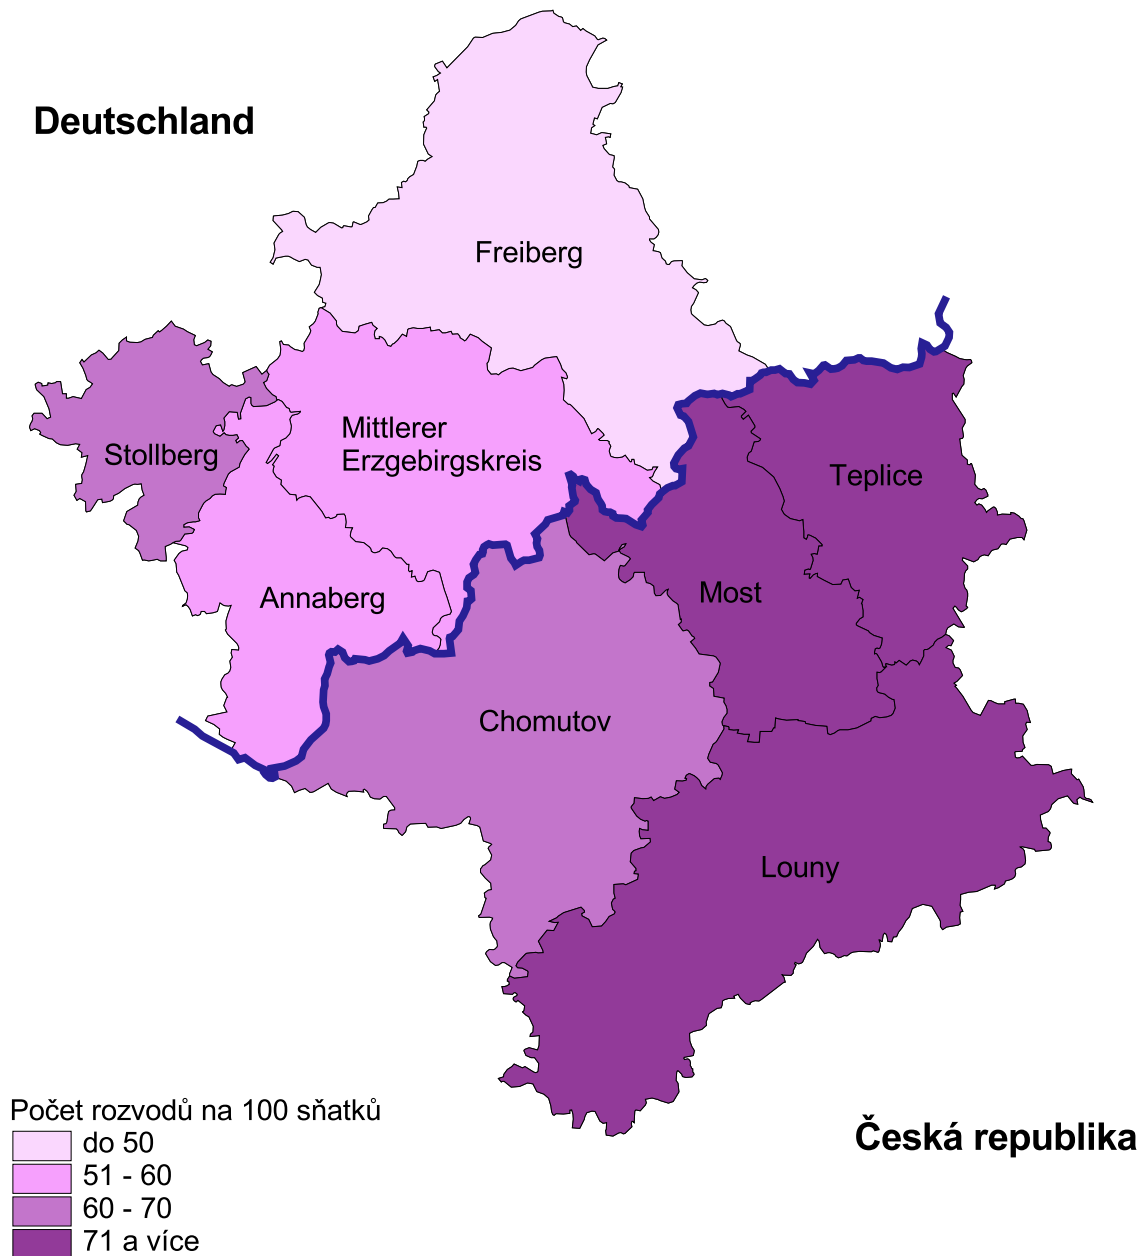 Deutschland
Freiberg
Mittlerer
Erzgebirgskreis
Stollberg
Teplice
Most
Annaberg
Chomutov
Louny
Počet rozvodů na 100 sňatků
do 50
51 - 60
60 - 70
71 a více
Česká republika